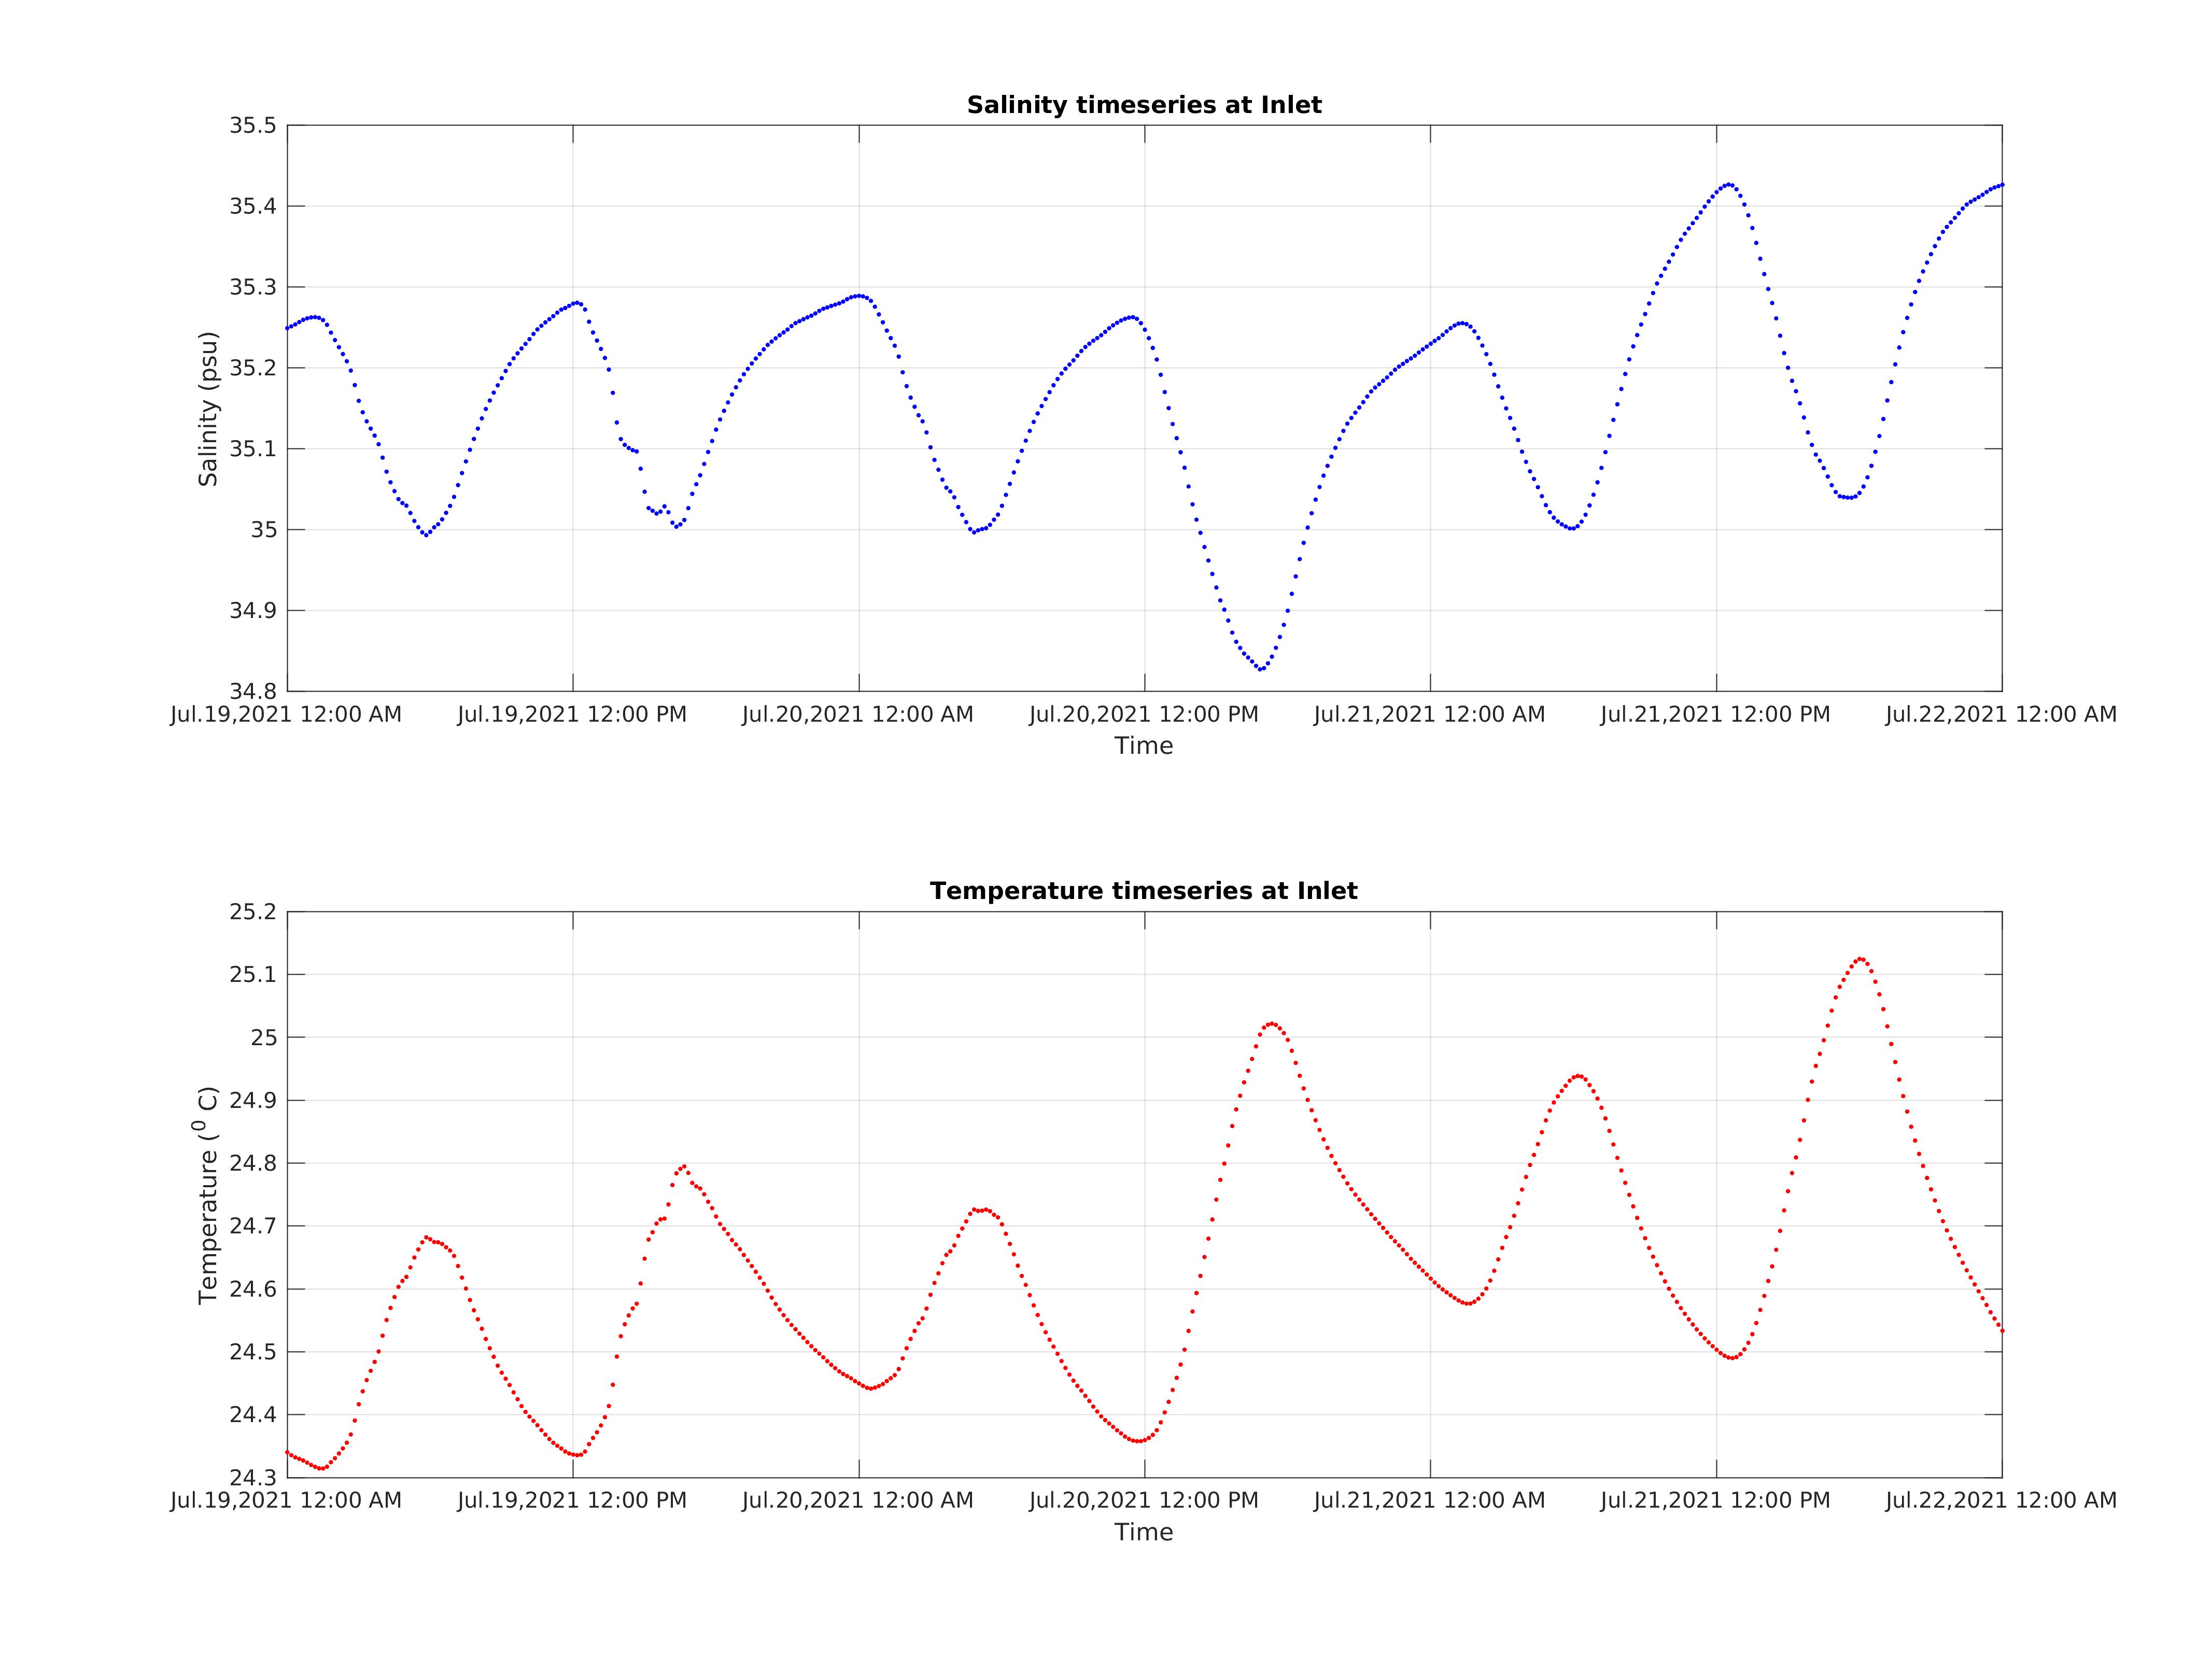 Salinity timeseries at Inlet
35.5
35.4
35.3
35.2
35.1
35
34.9
34.8
Salinity (psu)
Jul.19,2021 12:00 AM Jul.19,2021 12:00 PM Jul.20,2021 12:00 AM Jul.20,2021 12:00 PM Jul.21,2021 12:00 AM Jul.21,2021 12:00 PM Jul.22,2021 12:00 AM
Time
Temperature timeseries at Inlet
25.2
25.1
25
24.9
24.8
24.7
24.6
24.5
24.4
24.3
Temperature (⁰ C)
Jul.19,2021 12:00 AM Jul.19,2021 12:00 PM Jul.20,2021 12:00 AM Jul.20,2021 12:00 PM Jul.21,2021 12:00 AM Jul.21,2021 12:00 PM Jul.22,2021 12:00 AM
Time